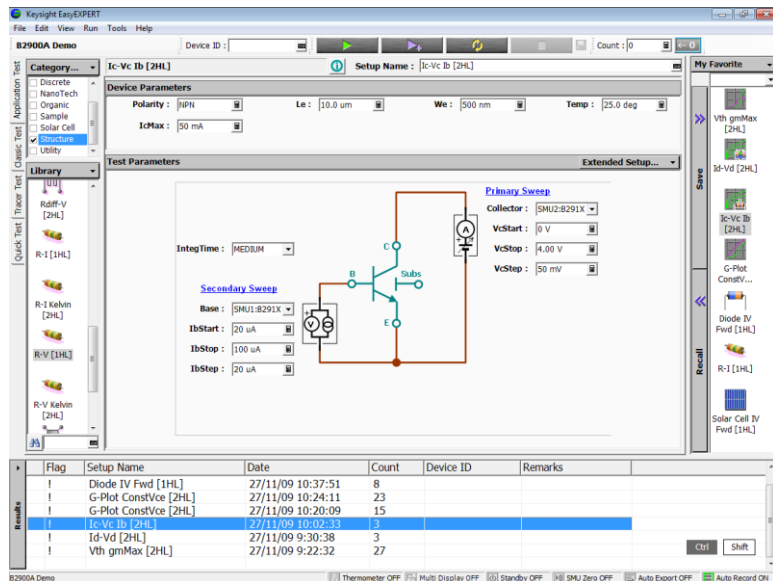 Keysight EasyEXPERT
File Edit View Run Tools Help
B2900A Demo Device ID : Count : 0
Application Test
Classic Test
Tracer Test
Quick Test
Category...
Discrete
NanoTech
Organic
Sample
Solar Cell
Structure
Utility
Library
Rdiff-V
[2HL]
R-I [1HL]
R-I Kelvin
[2HL]
R-V [1HL]
R-V Kelvin
[2HL]
Ic-Vc Ib [2HL] Setup Name : Ic-Vc Ib [2HL]
Device Parameters
Polarity : NPN Le : 10.0 um We : 500 nm Temp : 25.0 deg
IcMax : 50 mA
Test Parameters Extended Setup...
IntegTime : MEDIUM
Secondary Sweep
Base : SMU1:B291X
IbStart : 20 uA
IbStop : 100 uA
IbStep : 20 uA
C
B
Subs
E
V
A
Primary Sweep
Collector : SMU2:B291X
VcStart : 0 V
VcStop : 4.00 V
VcStep : 50 mV
My Favorite
Save
Recall
Vth gmMax
[2HL]
Id-Vd [2HL]
Ic-Vc Ib
[2HL]
G-Plot
ConstV...
Diode IV
Fwd [1HL]
R-I [1HL]
Solar Cell IV
Fwd [1HL]
Results
Flag Setup Name Date Count Device ID Remarks
! Diode IV Fwd [1HL] 27/11/09 10:37:51 8
! G-Plot ConstVce [2HL] 27/11/09 10:24:11 23
! G-Plot ConstVce [2HL] 27/11/09 10:20:09 15
! Ic-Vc Ib [2HL] 27/11/09 10:02:33 3
! Id-Vd [2HL] 27/11/09 9:30:38 3
! Vth gmMax [2HL] 27/11/09 9:22:32 27
Ctrl Shift
B2900A Demo Thermometer OFF Multi Display OFF Standby OFF SMU Zero OFF Auto Export OFF Auto Record ON